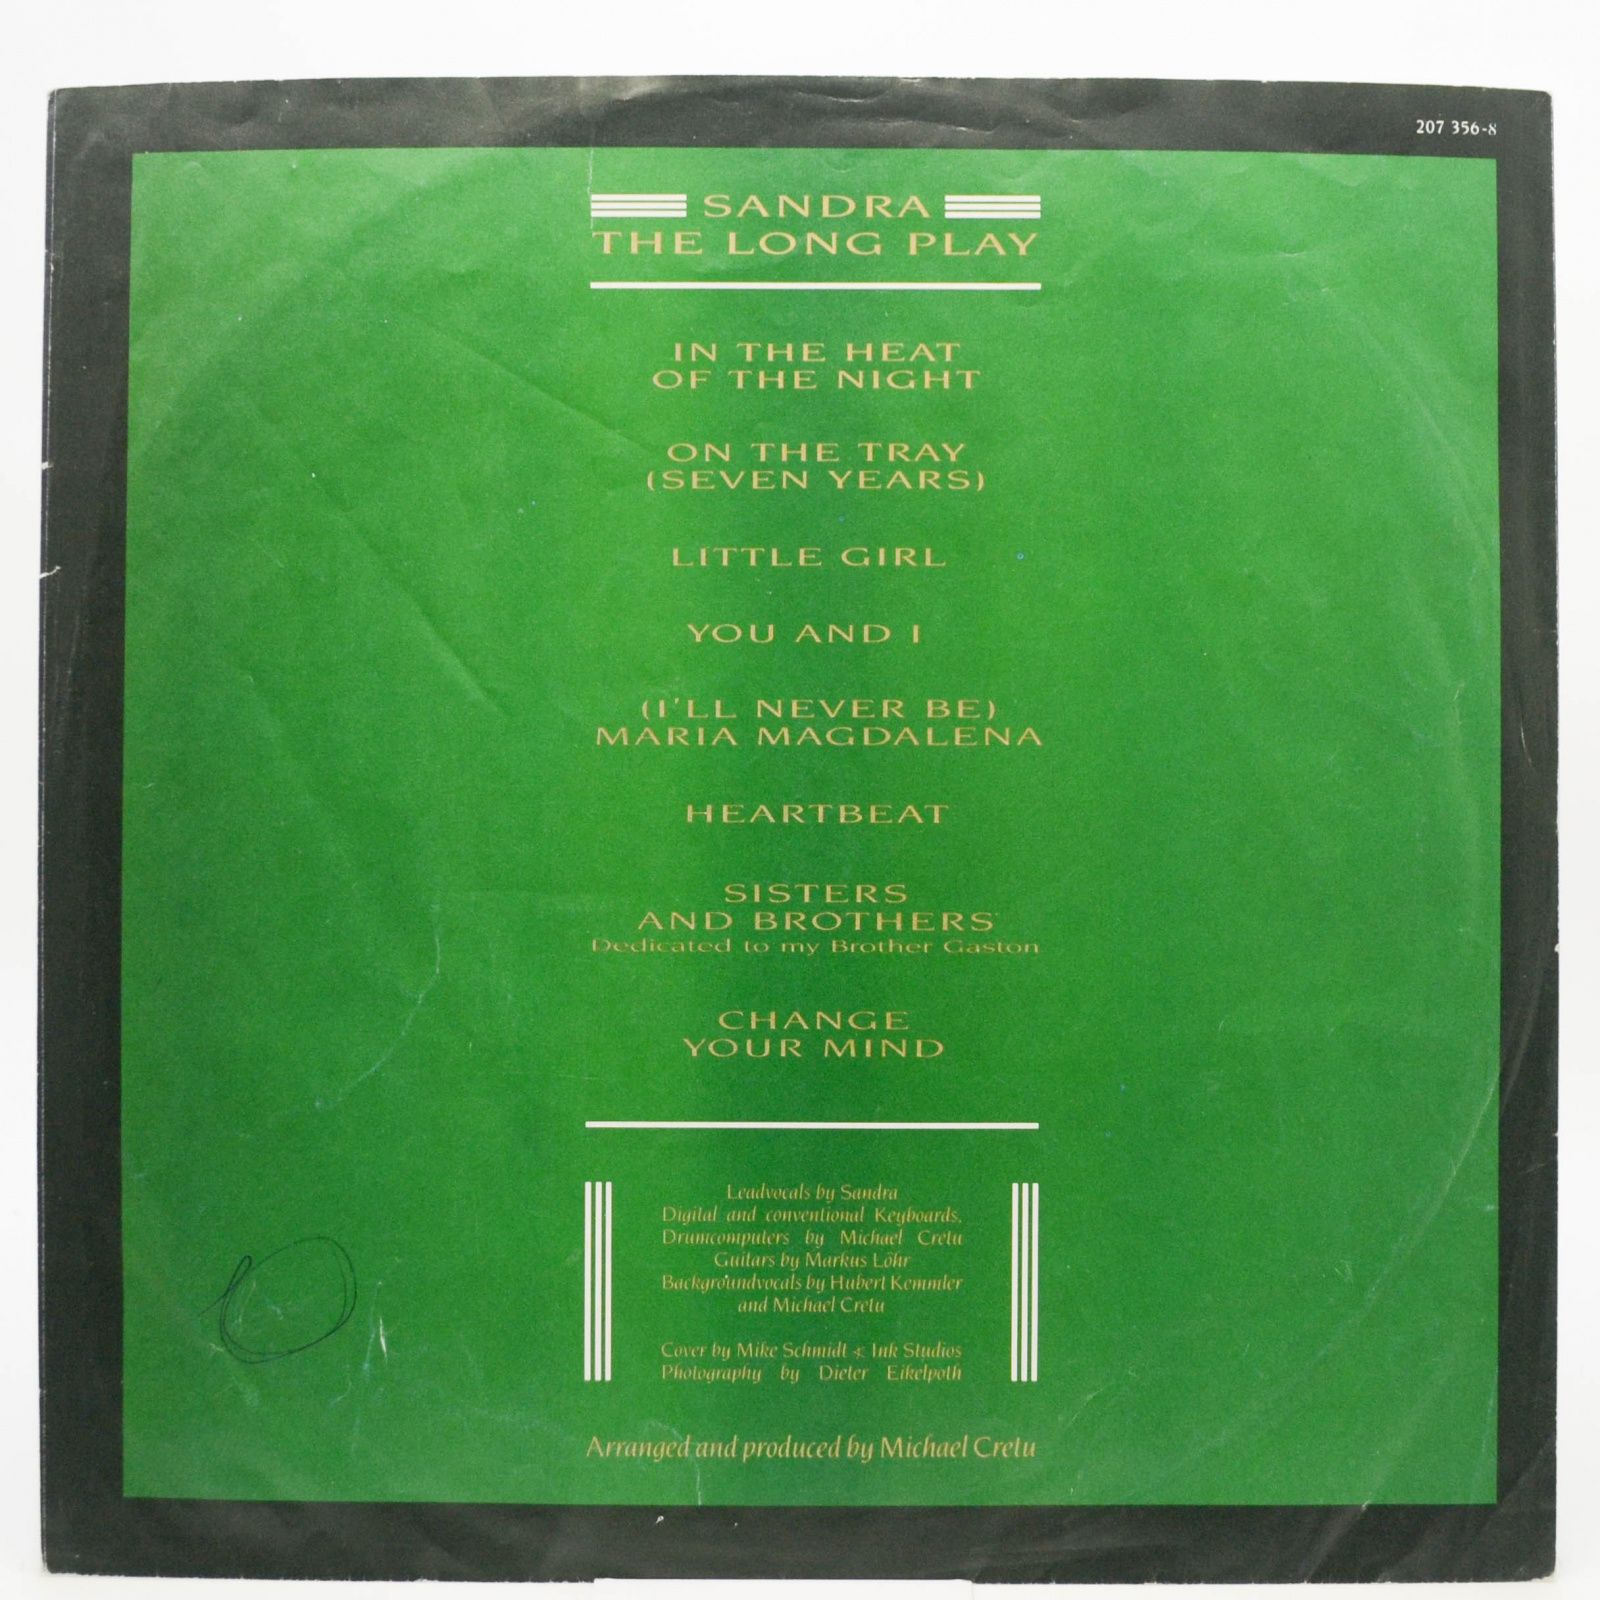 207 356-8
SANDRA
THE LONG PLAY
IN THE HEAT
OF THE NIGHT
ON THE TRAY
(SEVEN YEARS)
LITTLE GIRL
YOU AND I
(I'LL NEVER BE)
MARIA MAGDALENA
HEARTBEAT
SISTERS
AND BROTHERS
Dedicated to my Brother Gaston
CHANGE
YOUR MIND
Leadvocals by Sandra
Digital and conventional Keyboards,
Drumcomputers by Michael Cretu
Guitars by Markus Löhr
Backgroundvocals by Hubert Kemmler
and Michael Cretu
Cover by Mike Schmidt < Ink Studios
Photography by Dieter Eikelpoth
Arranged and produced by Michael Cretu